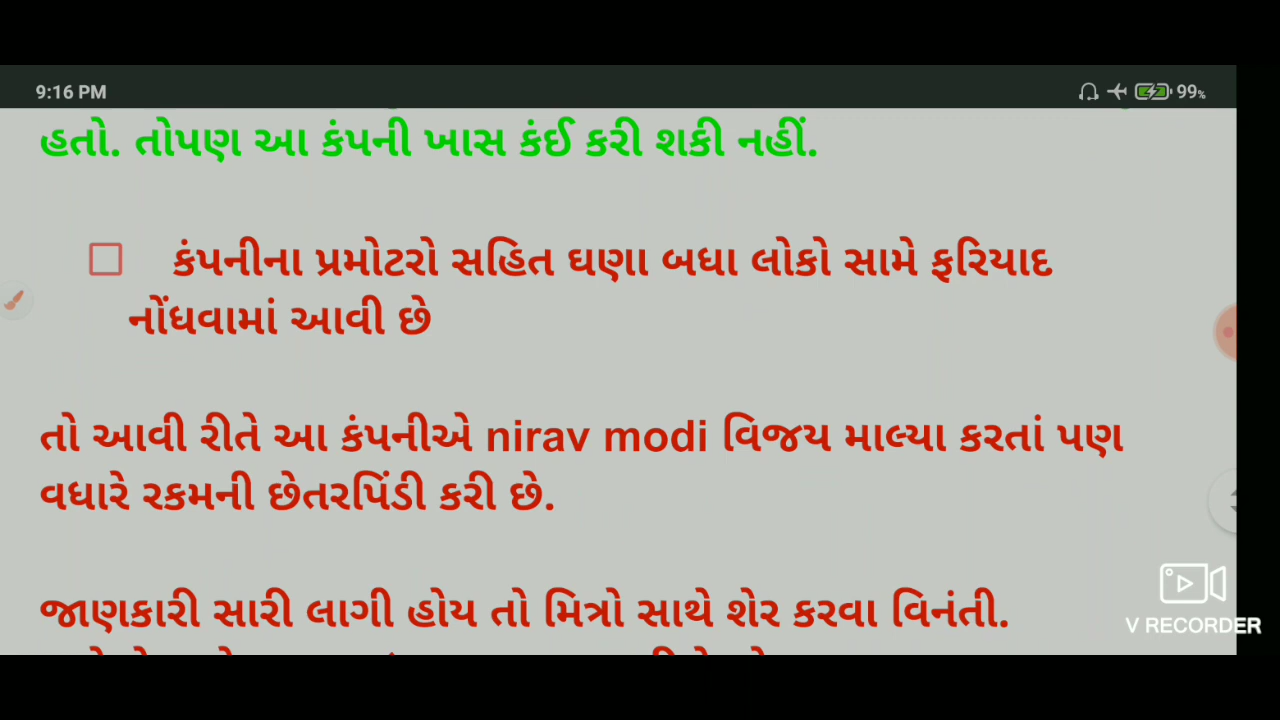 9:16 PM
99%
હતો. તોપણ આ કંપની ખાસ કંઈ કરી શકી નહીં.
કંપનીના પ્રમોટરો સહિત ઘણા બધા લોકો સામે ફરિયાદ
નોંધવામાં આવી છે
તો આવી રીતે આ કંપનીએ nirav modi વિજય માલ્યા કરતાં પણ
વધારે રકમની છેતરપિંડી કરી છે.
જાણકારી સારી લાગી હોય તો મિત્રો સાથે શેર કરવા વિનંતી.
V RECORDER